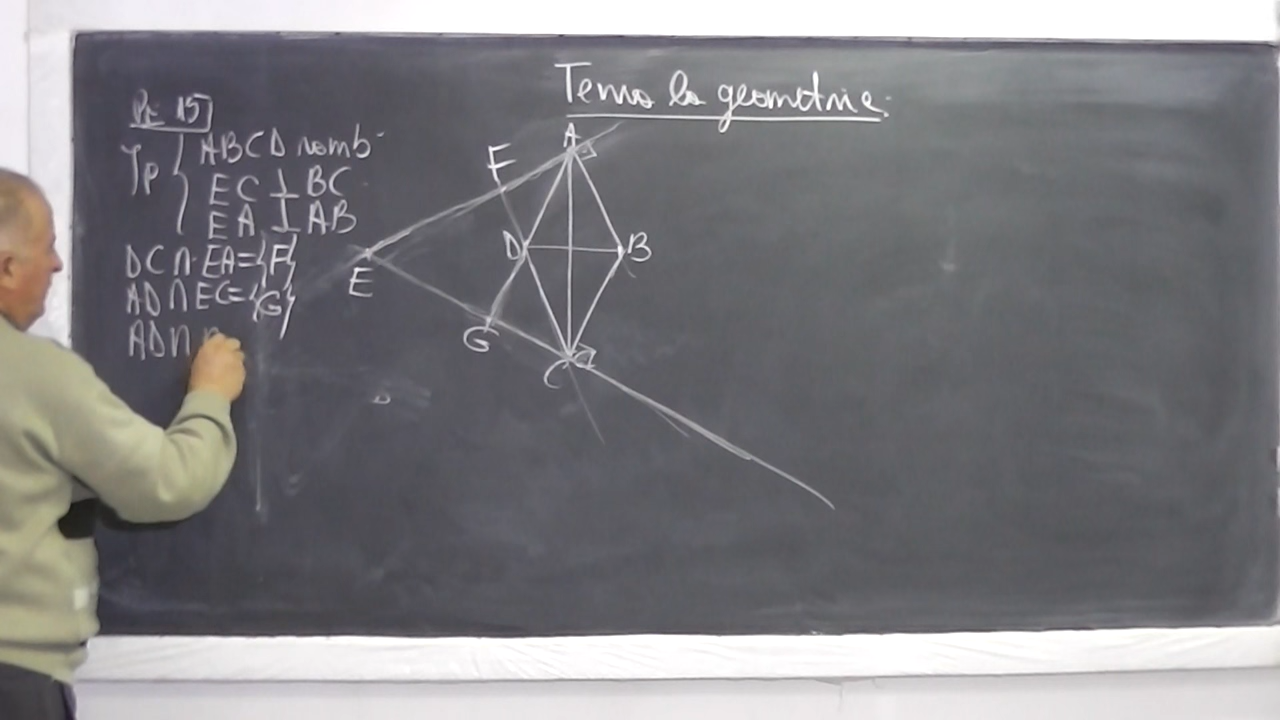 Tema la geometrie.
Pr 15
Ip { ABCD romb
EC ⊥ BC
EA ⊥ AB
DC ∩ EA = {F}
AD ∩ EC = {G}
AD ∩
A
F
D
B
E
G
C